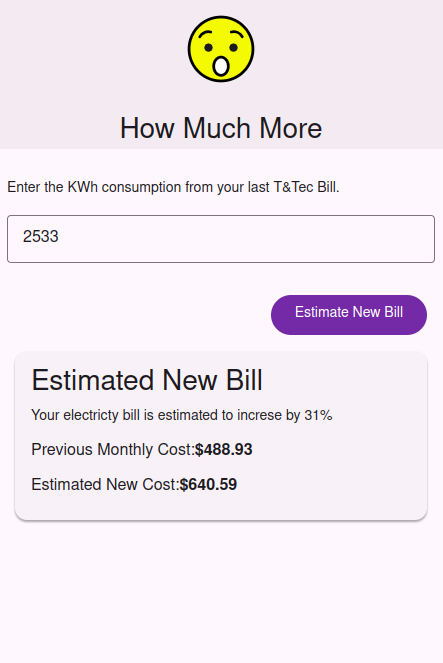 How Much More
Enter the KWh consumption from your last T&Tec Bill.
2533
Estimate New Bill
Estimated New Bill
Your electricty bill is estimated to increse by 31%
Previous Monthly Cost:$488.93
Estimated New Cost:$640.59